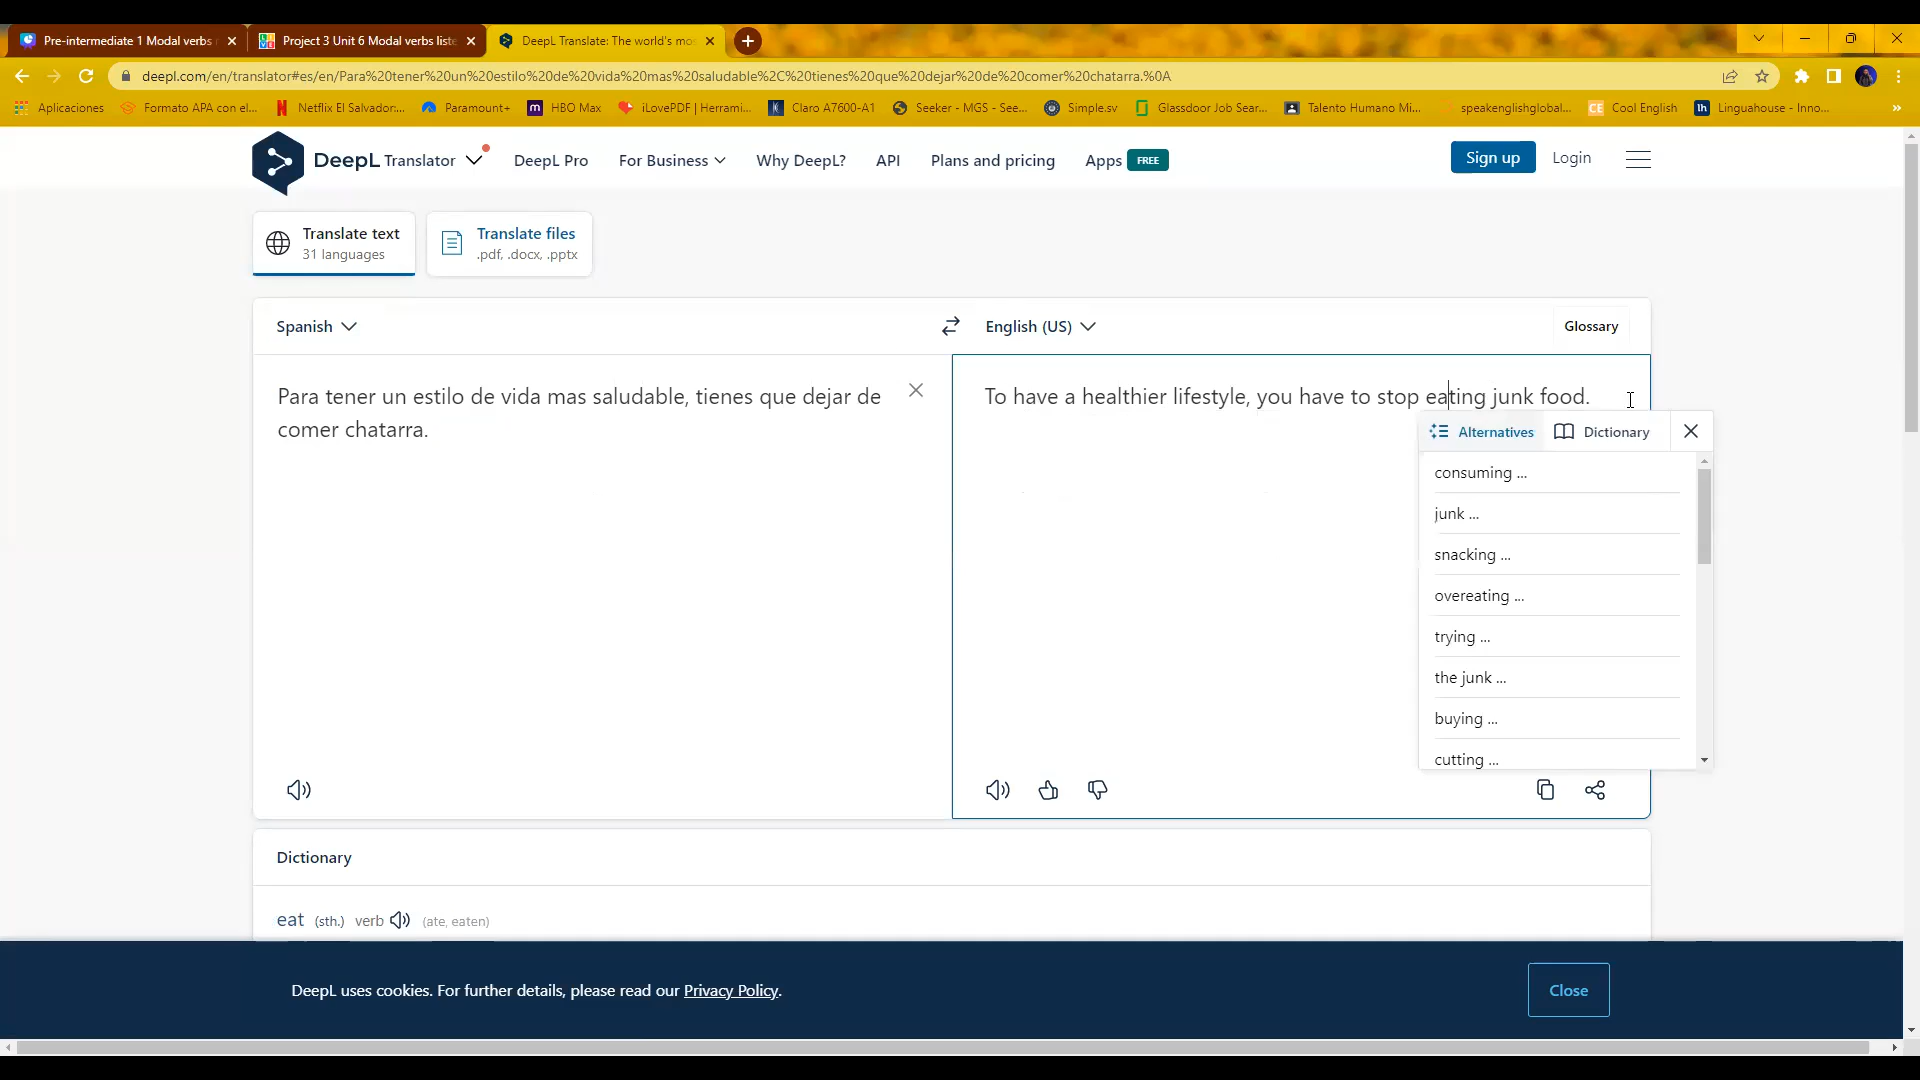 Pre-intermediate 1 Modal verbs
Project 3 Unit 6 Modal verbs liste
DeepL Translate: The world's mos
deepl.com/en/translator#es/en/Para%20tener%20un%20estilo%20de%20vida%20mas%20saludable%2C%20tienes%20que%20dejar%20de%20comer%20chatarra.%0A
Aplicaciones Formato APA con el... Netflix El Salvador:... Paramount+ HBO Max iLovePDF | Herrami... Claro A7600-A1 Seeker - MGS - See... Simple.sv Glassdoor Job Sear... Talento Humano Mi... speakenglishglobal... CE Cool English lh Linguahouse - Inno... »
DeepL Translator DeepL Pro For Business Why DeepL? API Plans and pricing Apps FREE Sign up Login
Translate text
31 languages
Translate files
.pdf, .docx, .pptx
Spanish
English (US)
Glossary
Para tener un estilo de vida mas saludable, tienes que dejar de
comer chatarra.
To have a healthier lifestyle, you have to stop eating junk food.
Alternatives Dictionary
consuming ...
junk ...
snacking ...
overeating ...
trying ...
the junk ...
buying ...
cutting ...
Dictionary
eat (sth.) verb (ate, eaten)
DeepL uses cookies. For further details, please read our Privacy Policy.
Close